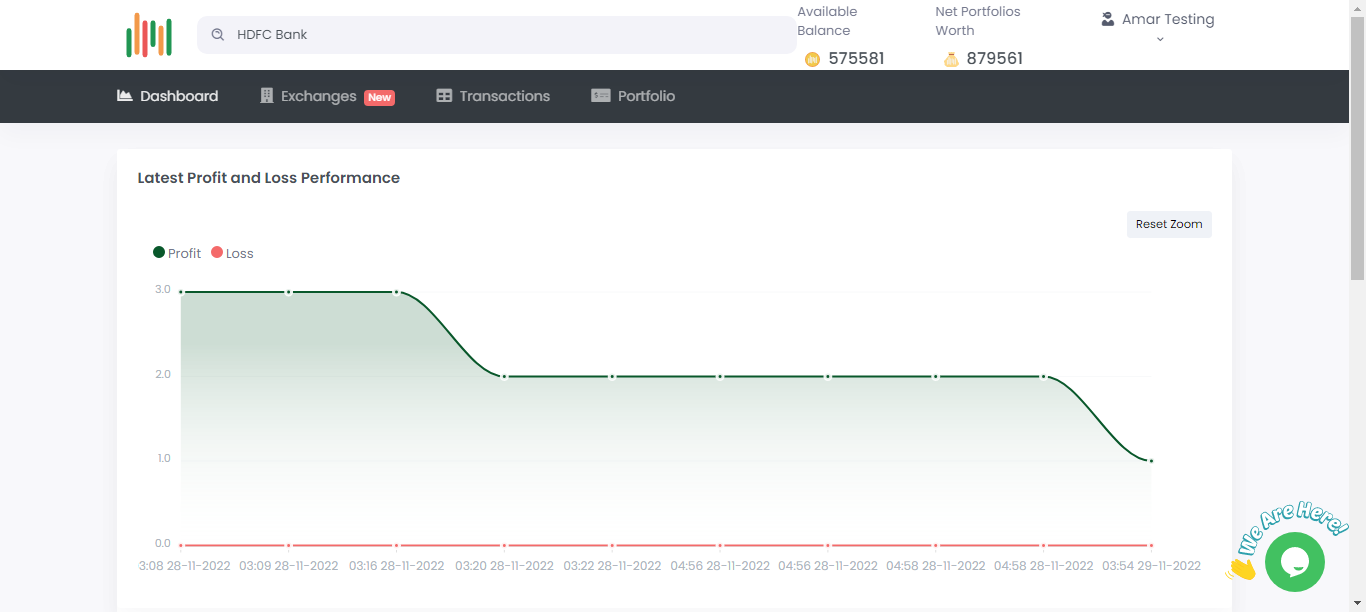 HDFC Bank
Available
Balance
575581
Net Portfolios
Worth
879561
Amar Testing
Dashboard
Exchanges New
Transactions
Portfolio
Latest Profit and Loss Performance
Reset Zoom
Profit Loss
3.0
2.0
1.0
0.0
3:08 28-11-2022 03:09 28-11-2022 03:16 28-11-2022 03:20 28-11-2022 03:22 28-11-2022 04:56 28-11-2022 04:56 28-11-2022 04:58 28-11-2022 04:58 28-11-2022 03:54 29-11-2022
We Are Here!